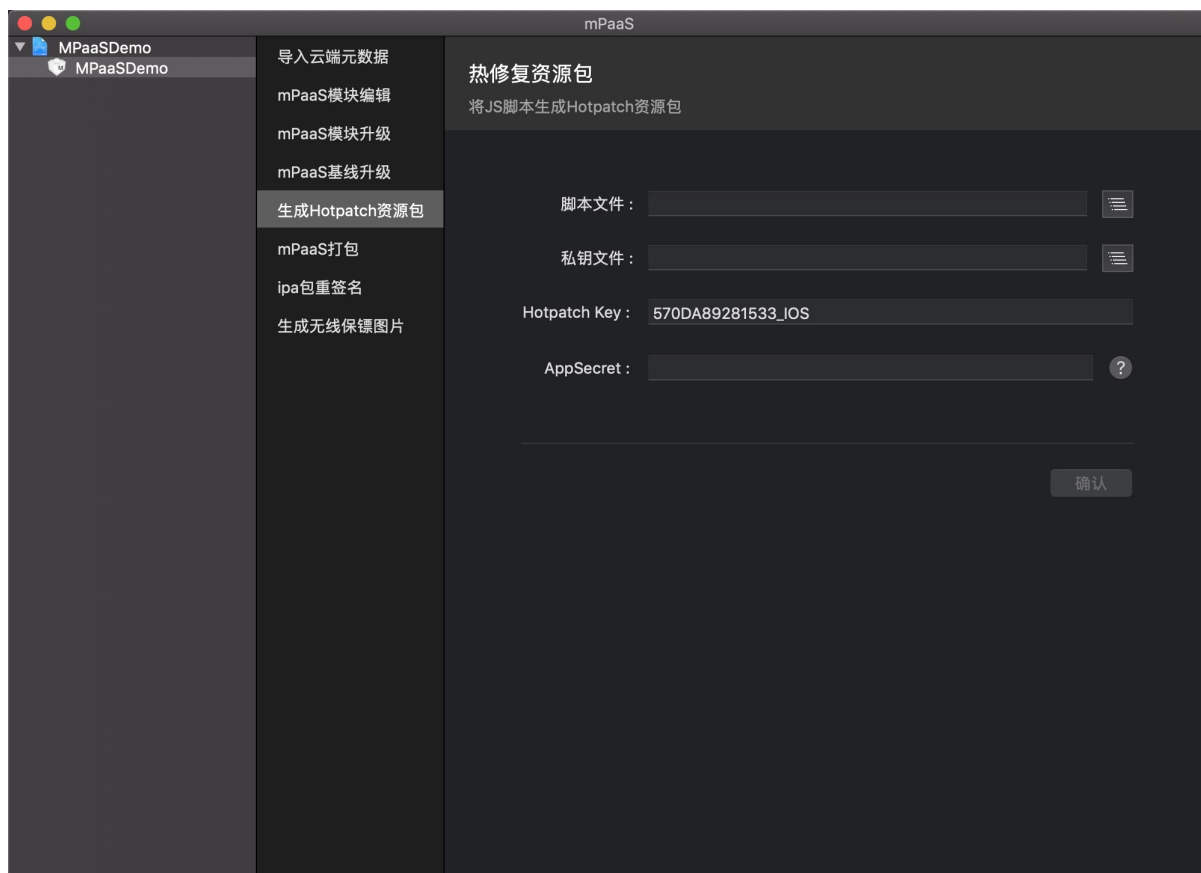 mPaaS
MPaaSDemo
MPaaSDemo
导入云端元数据
mPaaS模块编辑
mPaaS模块升级
mPaaS基线升级
生成Hotpatch资源包
mPaaS打包
ipa包重签名
生成无线保镖图片
热修复资源包
将JS脚本生成Hotpatch资源包
脚本文件：
私钥文件：
Hotpatch Key： 570DA89281533_IOS
AppSecret： ?
确认